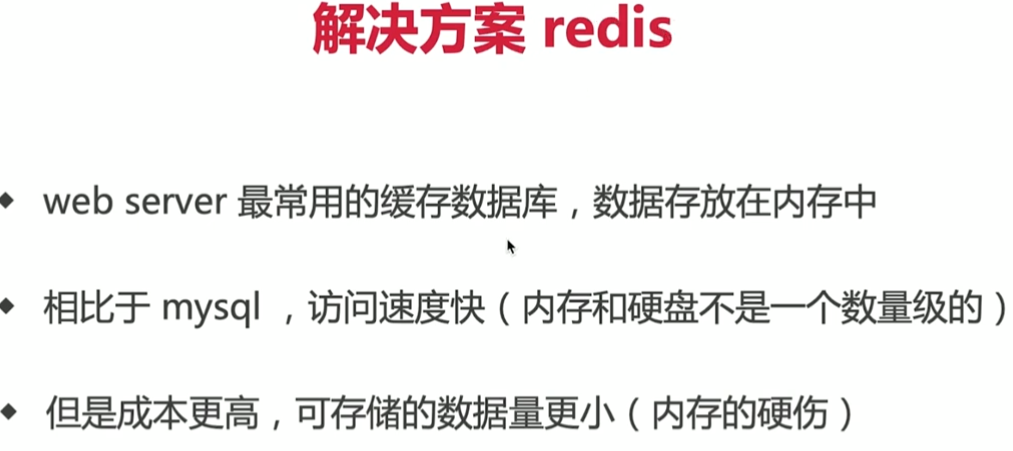 解决方案 redis
◆ web server 最常用的缓存数据库，数据存放在内存中
◆ 相比于 mysql ，访问速度快（内存和硬盘不是一个数量级的）
◆ 但是成本更高，可存储的数据量更小（内存的硬伤）